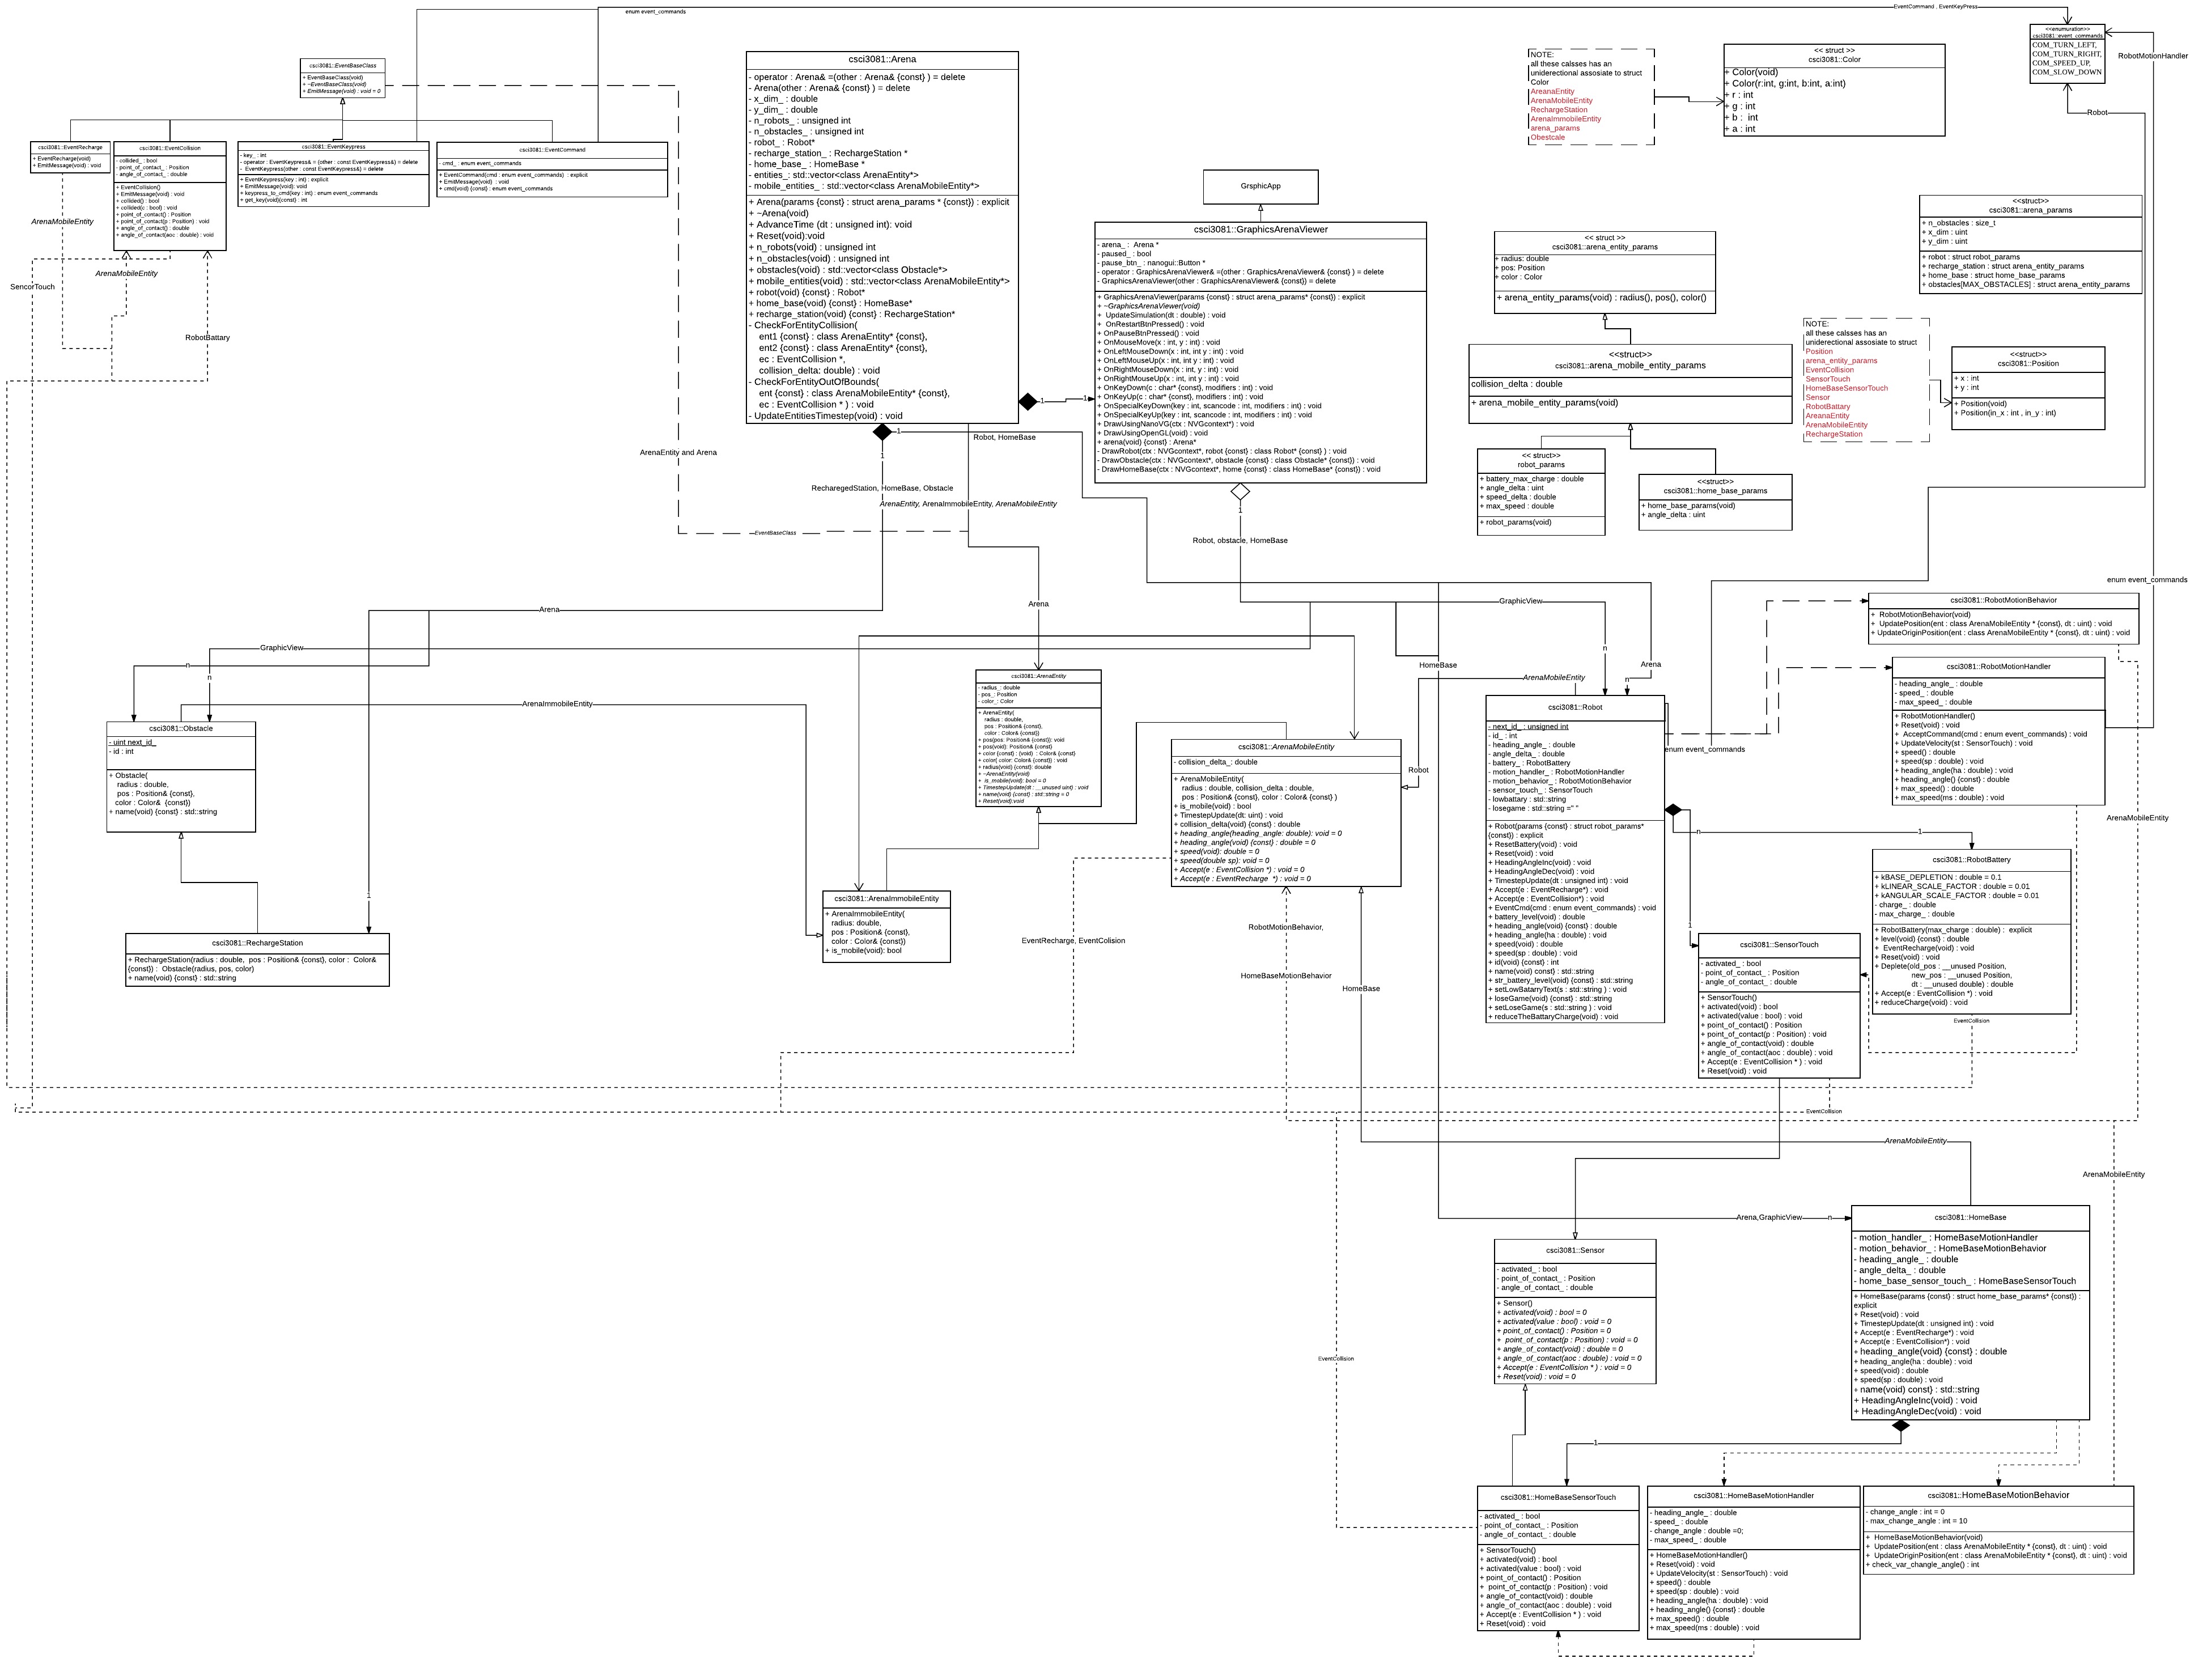 enum event_commands
EventCommand , EventKeyPress
<<enumuration>>
csci3081::event_commands
COM_TURN_LEFT,
COM_TURN_RIGHT,
COM_SPEED_UP,
COM_SLOW_DOWN
RobotMotionHandler
Robot
csci3081::EventBaseClass
+ EventBaseClass(void)
+ ~EventBaseClass(void)
+ EmitMessage(void) : void = 0
csci3081::EventRecharge
+ EventRecharge(void)
+ EmitMessage(void) : void
csci3081::EventCollision
- collided_ : bool
- point_of_contact_ : Position
- angle_of_contact_ : double
+ EventCollision()
+ EmitMessage(void) : void
+ collided() : bool
+ collided(c : bool) : void
+ point_of_contact() : Position
+ point_of_contact(p : Position) : void
+ angle_of_contact() : double
+ angle_of_contact(aoc : double) : void
csci3081::EventKeypress
- key_ : int
- operator : EventKeypress& = (other : const EventKeypress&) = delete
- EventKeypress(other : const EventKeypress&) = delete
+ EventKeypress(key : int) : explicit
+ EmitMessage(void): void
+ keypress_to_cmd(key : int) : enum event_commands
+ get_key(void){const} : int
csci3081::EventCommand
- cmd_ : enum event_commands
+ EventCommand(cmd : enum event_commands) : explicit
+ EmitMessage(void) : void
+ cmd(void) {const} : enum event_commands
ArenaMobileEntity
ArenaMobileEntity
SencorTouch
RobotBattary
csci3081::Arena
- operator : Arena& =(other : Arena& {const} ) = delete
- Arena(other : Arena& {const} ) = delete
- x_dim_ : double
- y_dim_ : double
- n_robots_ : unsigned int
- n_obstacles_ : unsigned int
- robot_ : Robot*
- recharge_station_ : RechargeStation *
- home_base_ : HomeBase *
- entities_: std::vector<class ArenaEntity*>
- mobile_entities_ : std::vector<class ArenaMobileEntity*>
+ Arena(params {const} : struct arena_params * {const}) : explicit
+ ~Arena(void)
+ AdvanceTime (dt : unsigned int): void
+ Reset(void):void
+ n_robots(void) : unsigned int
+ n_obstacles(void) : unsigned int
+ obstacles(void) : std::vector<class Obstacle*>
+ mobile_entities(void) : std::vector<class ArenaMobileEntity*>
+ robot(void) {const} : Robot*
+ home_base(void) {const} : HomeBase*
+ recharge_station(void) {const} : RechargeStation*
- CheckForEntityCollision(
ent1 {const} : class ArenaEntity* {const},
ent2 {const} : class ArenaEntity* {const},
ec : EventCollision *,
collision_delta: double) : void
- CheckForEntityOutOfBounds(
ent {const} : class ArenaMobileEntity* {const},
ec : EventCollision * ) : void
- UpdateEntitiesTimestep(void) : void
GrsphicApp
csci3081::GraphicsArenaViewer
- arena_ : Arena *
- paused_ : bool
- pause_btn_ : nanogui::Button *
- operator : GraphicsArenaViewer& =(other : GraphicsArenaViewer& {const} ) = delete
- GraphicsArenaViewer(other : GraphicsArenaViewer& {const}) = delete
+ GraphicsArenaViewer(params {const} : struct arena_params* {const}) : explicit
+ ~GraphicsArenaViewer(void)
+ UpdateSimulation(dt : double) : void
+ OnRestartBtnPressed() : void
+ OnPauseBtnPressed() : void
+ OnMouseMove(x : int, y : int) : void
+ OnLeftMouseDown(x : int, int y : int) : void
+ OnLeftMouseUp(x : int, int y : int) : void
+ OnRightMouseDown(x : int, y : int) : void
+ OnRightMouseUp(x : int, int y : int) : void
+ OnKeyDown(c : char* {const}, modifiers : int) : void
+ OnKeyUp(c : char* {const}, modifiers : int) : void
+ OnSpecialKeyDown(key : int, scancode : int, modifiers : int) : void
+ OnSpecialKeyUp(key : int, scancode : int, modifiers : int) : void
+ DrawUsingNanoVG(ctx : NVGcontext*) : void
+ DrawUsingOpenGL(void) : void
+ arena(void) {const} : Arena*
- DrawRobot(ctx : NVGcontext*, robot {const} : class Robot* {const} ) : void
- DrawObstacle(ctx : NVGcontext*, obstacle {const} : class Obstacle* {const}) : void
- DrawHomeBase(ctx : NVGcontext*, home {const} : class HomeBase* {const}) : void
1
1
NOTE:
all these calsses has an
uniderectional assosiate to struct
Color
AreanaEntity
ArenaMobileEntity
RechargeStation
ArenaImmobileEntity
arena_params
Obestcale
<< struct >>
csci3081::Color
+ Color(void)
+ Color(r:int, g:int, b:int, a:int)
+ r : int
+ g : int
+ b : int
+ a : int
<< struct >>
csci3081::arena_entity_params
+ radius: double
+ pos: Position
+ color : Color
+ arena_entity_params(void) : radius(), pos(), color()
<<struct>>
csci3081::arena_params
+ n_obstacles : size_t
+ x_dim : uint
+ y_dim : uint
+ robot : struct robot_params
+ recharge_station : struct arena_entity_params
+ home_base : struct home_base_params
+ obstacles[MAX_OBSTACLES] : struct arena_entity_params
<<struct>>
csci3081::arena_mobile_entity_params
collision_delta : double
+ arena_mobile_entity_params(void)
NOTE:
all these calsses has an
uniderectional assosiate to struct
Position
arena_entity_params
EventCollision
SensorTouch
HomeBaseSensorTouch
Sensor
RobotBattary
AreanaEntity
ArenaMobileEntity
RechargeStation
<<struct>>
csci3081::Position
+ x : int
+ y : int
+ Position(void)
+ Position(in_x : int , in_y : int)
<< struct>>
robot_params
+ battery_max_charge : double
+ angle_delta : uint
+ speed_delta : double
+ max_speed : double
+ robot_params(void)
<<struct>>
csci3081::home_base_params
+ home_base_params(void)
+ angle_delta : uint
1
1
Robot, HomeBase
ArenaEntity and Arena
RecharegedStation, HomeBase, Obstacle
ArenaEntity, ArenaImmobileEntity, ArenaMobileEntity
EventBaseClass
1
Robot, obstacle, HomeBase
Arena
Arena
GraphicView
enum event_commands
csci3081::RobotMotionBehavior
+ RobotMotionBehavior(void)
+ UpdatePosition(ent : class ArenaMobileEntity * {const}, dt : uint) : void
+ UpdateOriginPosition(ent : class ArenaMobileEntity * {const}, dt : uint) : void
GraphicView
n
n
n
HomeBase
Arena
n
ArenaMobileEntity
csci3081::RobotMotionHandler
- heading_angle_ : double
- speed_ : double
- max_speed_ : double
+ RobotMotionHandler()
+ Reset(void) : void
+ AcceptCommand(cmd : enum event_commands) : void
+ UpdateVelocity(st : SensorTouch) : void
+ speed() : double
+ speed(sp : double) : void
+ heading_angle(ha : double) : void
+ heading_angle() {const} : double
+ max_speed() : double
+ max_speed(ms : double) : void
enum event_commands
ArenaMobileEntity
ArenaImmobileEntity
csci3081::Obstacle
- uint next_id_
- id : int
+ Obstacle(
radius : double,
pos : Position& {const},
color : Color& {const})
+ name(void) {const} : std::string
csci3081::ArenaEntity
- radius_: double
- pos_: Position
- color_: Color
+ ArenaEntity(
radius : double,
pos : Position& {const},
color : Color& {const})
+ pos(pos: Position& {const}): void
+ pos(void): Position& {const}
+ color {const} : (void) : Color& {const}
+ color( color: Color& {const}) : void
+ radius(void) {const}: double
+ ~ArenaEntity(void)
+ is_mobile(void): bool = 0
+ TimestepUpdate(dt : __unused uint) : void
+ name(void) {const} : std::string = 0
+ Reset(void):void
csci3081::ArenaMobileEntity
- collision_delta_: double
+ ArenaMobileEntity(
radius : double, collision_delta : double,
pos : Position& {const}, color : Color& {const} )
+ is_mobile(void) : bool
+ TimestepUpdate(dt: uint) : void
+ collision_delta(void) {const} : double
+ heading_angle(heading_angle: double): void = 0
+ heading_angle(void) {const} : double = 0
+ speed(void): double = 0
+ speed(double sp): void = 0
+ Accept(e : EventCollision *) : void = 0
+ Accept(e : EventRecharge *) : void = 0
Robot
csci3081::Robot
- next_id_ : unsigned int
- id_ : int
- heading_angle_ : double
- angle_delta_ : double
- battery_ : RobotBattery
- motion_handler_ : RobotMotionHandler
- motion_behavior_ : RobotMotionBehavior
- sensor_touch_ : SensorTouch
- lowbattary : std::string
- losegame : std::string =" "
+ Robot(params {const} : struct robot_params*
{const}) : explicit
+ ResetBattery(void) : void
+ Reset(void) : void
+ HeadingAngleInc(void) : void
+ HeadingAngleDec(void) : void
+ TimestepUpdate(dt : unsigned int) : void
+ Accept(e : EventRecharge*) : void
+ Accept(e : EventCollision*) : void
+ EventCmd(cmd : enum event_commands) : void
+ battery_level(void) : double
+ heading_angle(void) {const} : double
+ heading_angle(ha : double) : void
+ speed(void) : double
+ speed(sp : double) : void
+ id(void) {const} : int
+ name(void) const} : std::string
+ str_battery_level(void) {const} : std::string
+ setLowBatarryText(s : std::string ) : void
+ loseGame(void) {const} : std::string
+ setLoseGame(s : std::string ) : void
+ reduceTheBattaryCharge(void) : void
n
1
1
csci3081::RobotBattery
+ kBASE_DEPLETION : double = 0.1
+ kLINEAR_SCALE_FACTOR : double = 0.01
+ kANGULAR_SCALE_FACTOR : double = 0.01
- charge_ : double
- max_charge_ : double
+ RobotBattery(max_charge : double) : explicit
+ level(void) {const} : double
+ EventRecharge(void) : void
+ Reset(void) : void
+ Deplete(old_pos : __unused Position,
new_pos : __unused Position,
dt : __unused double) : double
+ Accept(e : EventCollision *) : void
+ reduceCharge(void) : void
EventCollision
csci3081::SensorTouch
- activated_ : bool
- point_of_contact_ : Position
- angle_of_contact_ : double
+ SensorTouch()
+ activated(void) : bool
+ activated(value : bool) : void
+ point_of_contact() : Position
+ point_of_contact(p : Position) : void
+ angle_of_contact(void) : double
+ angle_of_contact(aoc : double) : void
+ Accept(e : EventCollision * ) : void
+ Reset(void) : void
csci3081::ArenaImmobileEntity
+ ArenaImmobileEntity(
radius: double,
pos : Position& {const},
color : Color& {const})
+ is_mobile(void): bool
1
csci3081::RechargeStation
+ RechargeStation(radius : double, pos : Position& {const}, color : Color&
{const}) : Obstacle(radius, pos, color)
+ name(void) {const} : std::string
EventRecharge, EventColision
RobotMotionBehavior,
HomeBaseMotionBehavior
HomeBase
EventCollision
ArenaMobileEntity
ArenaMobileEntity
Arena,GraphicView
n
csci3081::HomeBase
- motion_handler_ : HomeBaseMotionHandler
- motion_behavior_ : HomeBaseMotionBehavior
- heading_angle_ : double
- angle_delta_ : double
- home_base_sensor_touch_ : HomeBaseSensorTouch
+ HomeBase(params {const} : struct home_base_params* {const}) :
explicit
+ Reset(void) : void
+ TimestepUpdate(dt : unsigned int) : void
+ Accept(e : EventRecharge*) : void
+ Accept(e : EventCollision*) : void
+ heading_angle(void) {const} : double
+ heading_angle(ha : double) : void
+ speed(void) : double
+ speed(sp : double) : void
+ name(void) const} : std::string
+ HeadingAngleInc(void) : void
+ HeadingAngleDec(void) : void
csci3081::Sensor
- activated_ : bool
- point_of_contact_ : Position
- angle_of_contact_ : double
+ Sensor()
+ activated(void) : bool = 0
+ activated(value : bool) : void = 0
+ point_of_contact() : Position = 0
+ point_of_contact(p : Position) : void = 0
+ angle_of_contact(void) : double = 0
+ angle_of_contact(aoc : double) : void = 0
+ Accept(e : EventCollision * ) : void = 0
+ Reset(void) : void = 0
EventCollision
1
csci3081::HomeBaseSensorTouch
- activated_ : bool
- point_of_contact_ : Position
- angle_of_contact_ : double
+ SensorTouch()
+ activated(void) : bool
+ activated(value : bool) : void
+ point_of_contact() : Position
+ point_of_contact(p : Position) : void
+ angle_of_contact(void) : double
+ angle_of_contact(aoc : double) : void
+ Accept(e : EventCollision * ) : void
+ Reset(void) : void
csci3081::HomeBaseMotionHandler
- heading_angle_ : double
- speed_ : double
- change_angle : double =0;
- max_speed_ : double
+ HomeBaseMotionHandler()
+ Reset(void) : void
+ UpdateVelocity(st : SensorTouch) : void
+ speed() : double
+ speed(sp : double) : void
+ heading_angle(ha : double) : void
+ heading_angle() {const} : double
+ max_speed() : double
+ max_speed(ms : double) : void
csci3081::HomeBaseMotionBehavior
- change_angle : int = 0
- max_change_angle : int = 10
+ HomeBaseMotionBehavior(void)
+ UpdatePosition(ent : class ArenaMobileEntity * {const}, dt : uint) : void
+ UpdateOriginPosition(ent : class ArenaMobileEntity * {const}, dt : uint) : void
+ check_var_changle_angle() : int